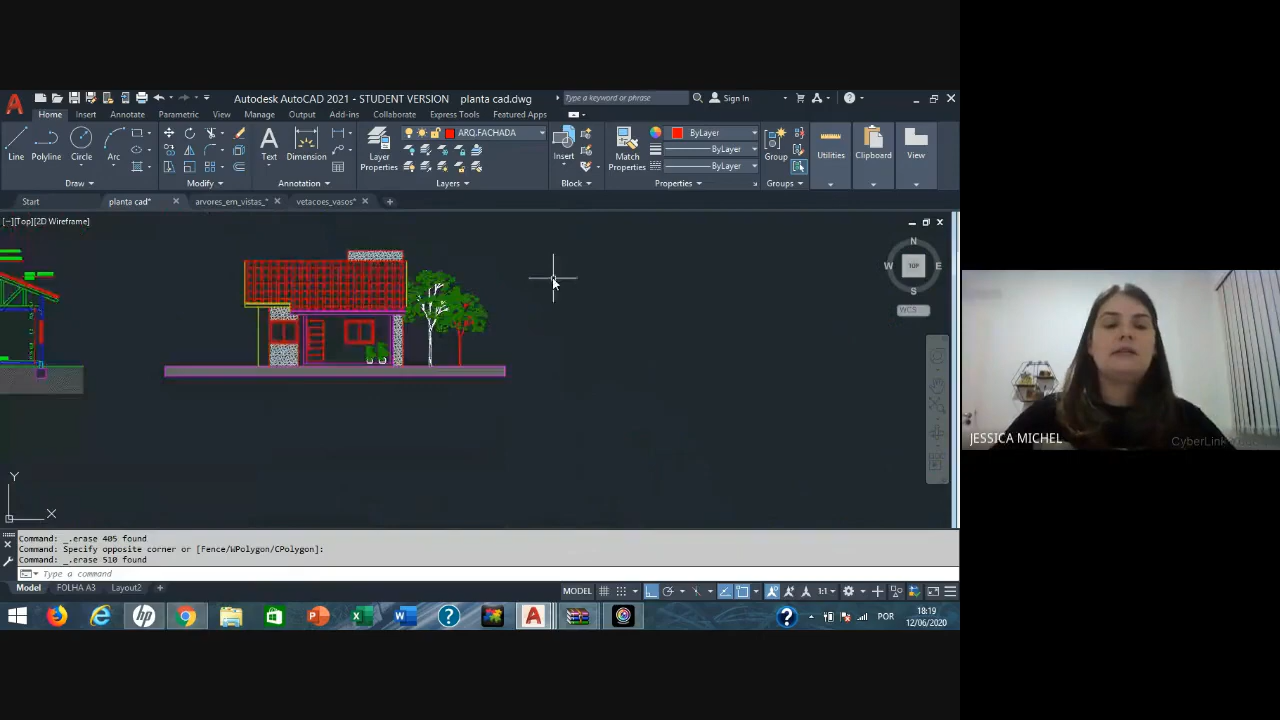 Autodesk AutoCAD 2021 - STUDENT VERSION planta cad.dwg
Type a keyword or phrase
Sign In
Home Insert Annotate Parametric View Manage Output Add-ins Collaborate Express Tools Featured Apps
Line Polyline Circle Arc
Text Dimension
Layer Properties
ARQ.FACHADA
Insert
Match Properties
ByLayer
ByLayer
ByLayer
Group
Utilities
Clipboard
View
Draw Modify Annotation Layers Block Properties Groups
Start planta cad* arvores_em_vistas_* vetacoes_vasos*
[−][Top][2D Wireframe]
N
W TOP E
S
WCS
JESSICA MICHEL
CyberLink
Y
X
Command: _.erase 405 found
Command: Specify opposite corner or [Fence/WPolygon/CPolygon]:
Command: _.erase 510 found
Type a command
Model FOLHA A3 Layout2
MODEL 1:1
POR
18:19
12/06/2020